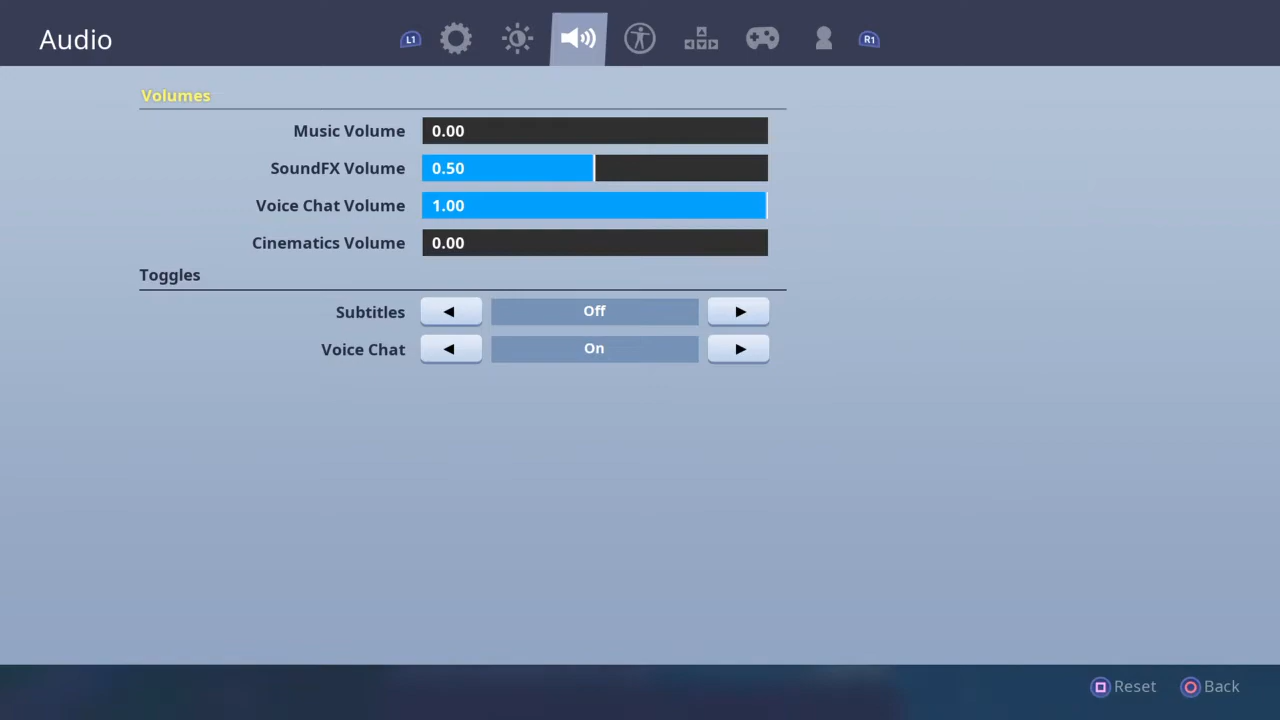 Audio
L1
R1
Volumes
Music Volume 0.00
SoundFX Volume 0.50
Voice Chat Volume 1.00
Cinematics Volume 0.00
Toggles
Subtitles Off
Voice Chat On
Reset Back